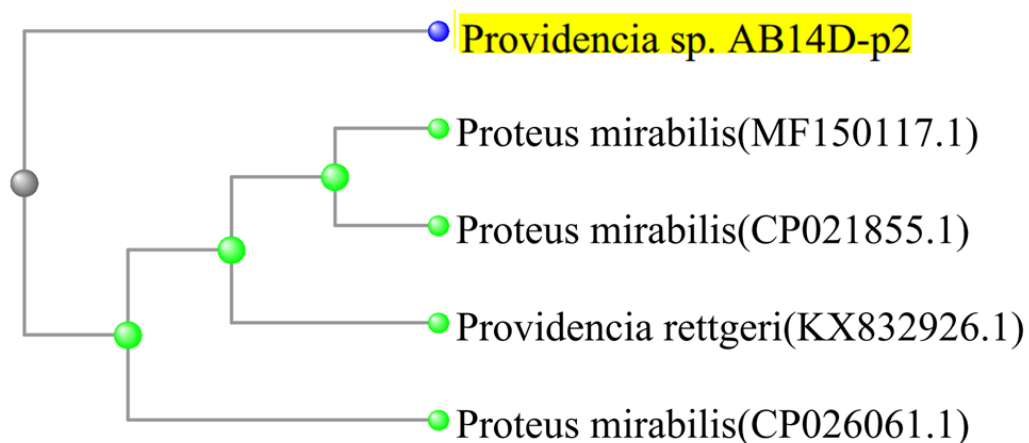 Providencia sp. AB14D-p2
Proteus mirabilis(MF150117.1)
Proteus mirabilis(CP021855.1)
Providencia rettgeri(KX832926.1)
Proteus mirabilis(CP026061.1)